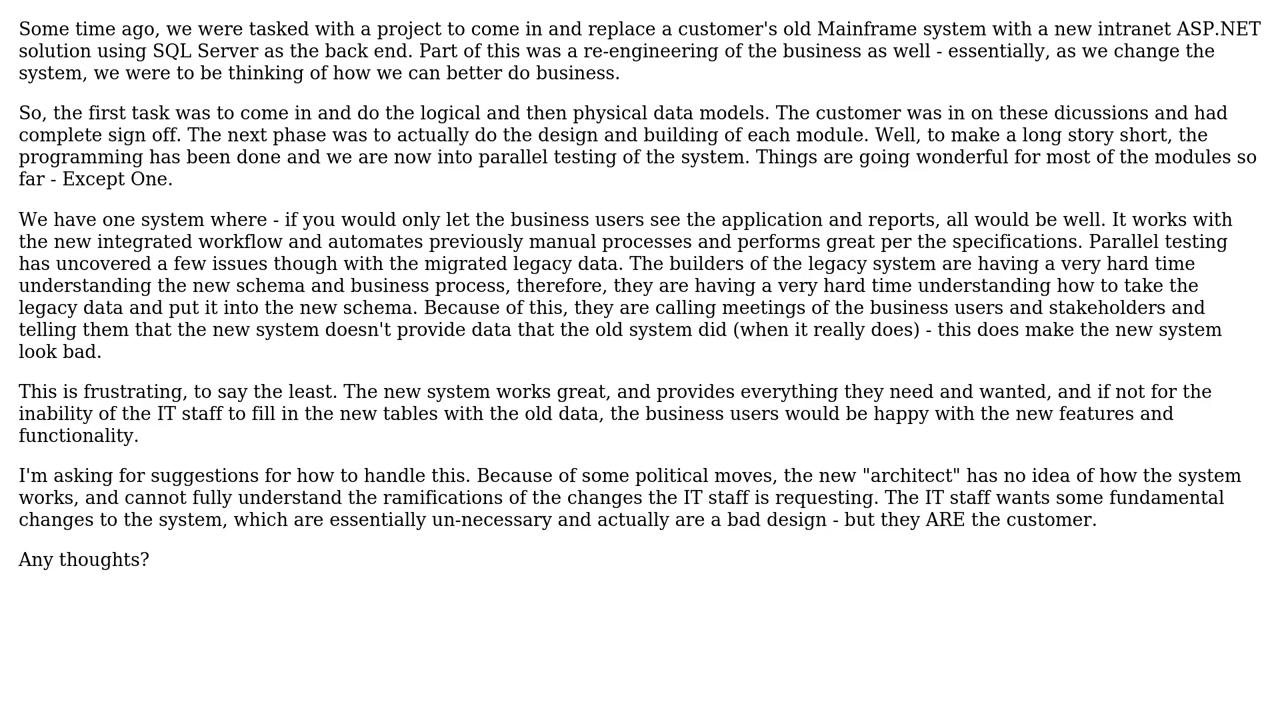 Some time ago, we were tasked with a project to come in and replace a customer's old Mainframe system with a new intranet ASP.NET
solution using SQL Server as the back end. Part of this was a re-engineering of the business as well - essentially, as we change the
system, we were to be thinking of how we can better do business.
So, the first task was to come in and do the logical and then physical data models. The customer was in on these dicussions and had
complete sign off. The next phase was to actually do the design and building of each module. Well, to make a long story short, the
programming has been done and we are now into parallel testing of the system. Things are going wonderful for most of the modules so
far - Except One.
We have one system where - if you would only let the business users see the application and reports, all would be well. It works with
the new integrated workflow and automates previously manual processes and performs great per the specifications. Parallel testing
has uncovered a few issues though with the migrated legacy data. The builders of the legacy system are having a very hard time
understanding the new schema and business process, therefore, they are having a very hard time understanding how to take the
legacy data and put it into the new schema. Because of this, they are calling meetings of the business users and stakeholders and
telling them that the new system doesn't provide data that the old system did (when it really does) - this does make the new system
look bad.
This is frustrating, to say the least. The new system works great, and provides everything they need and wanted, and if not for the
inability of the IT staff to fill in the new tables with the old data, the business users would be happy with the new features and
functionality.
I'm asking for suggestions for how to handle this. Because of some political moves, the new "architect" has no idea of how the system
works, and cannot fully understand the ramifications of the changes the IT staff is requesting. The IT staff wants some fundamental
changes to the system, which are essentially un-necessary and actually are a bad design - but they ARE the customer.
Any thoughts?